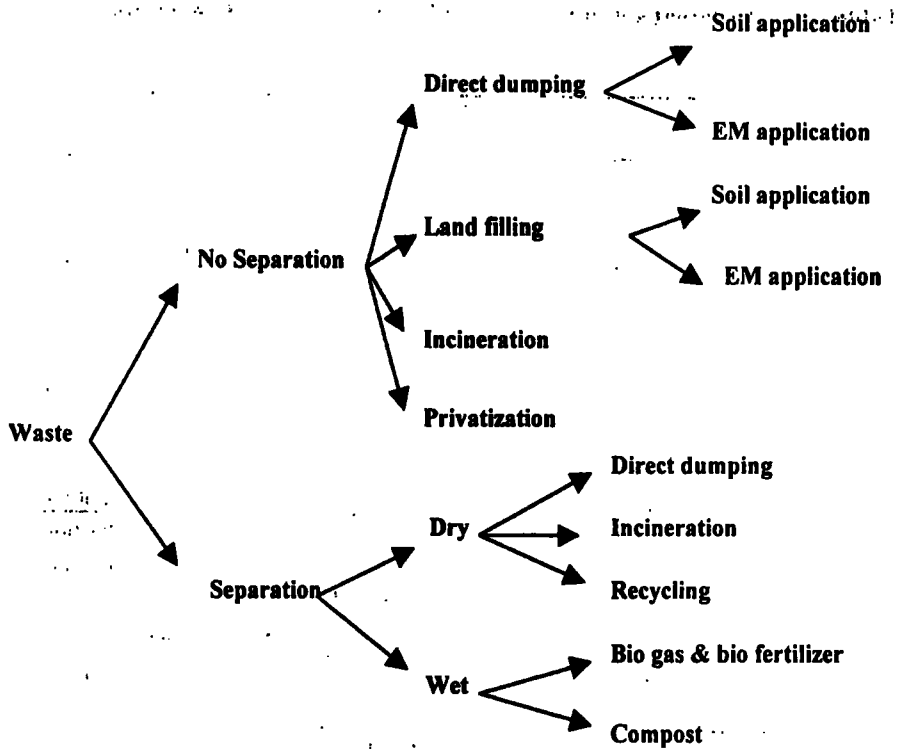 Soil application
Direct dumping
EM application
Soil application
Land filling
No Separation
EM application
Incineration
Privatization
Waste
Direct dumping
Dry
Incineration
Separation
Recycling
Bio gas & bio fertilizer
Wet
Compost